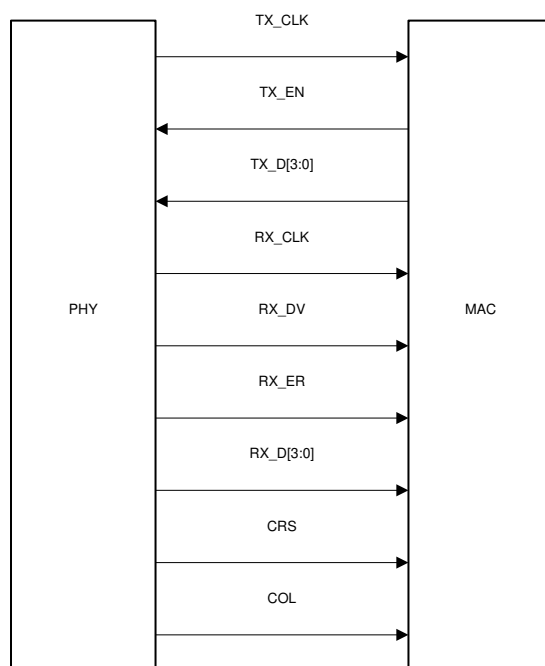 TX_CLK
TX_EN
TX_D[3:0]
RX_CLK
PHY
RX_DV
MAC
RX_ER
RX_D[3:0]
CRS
COL